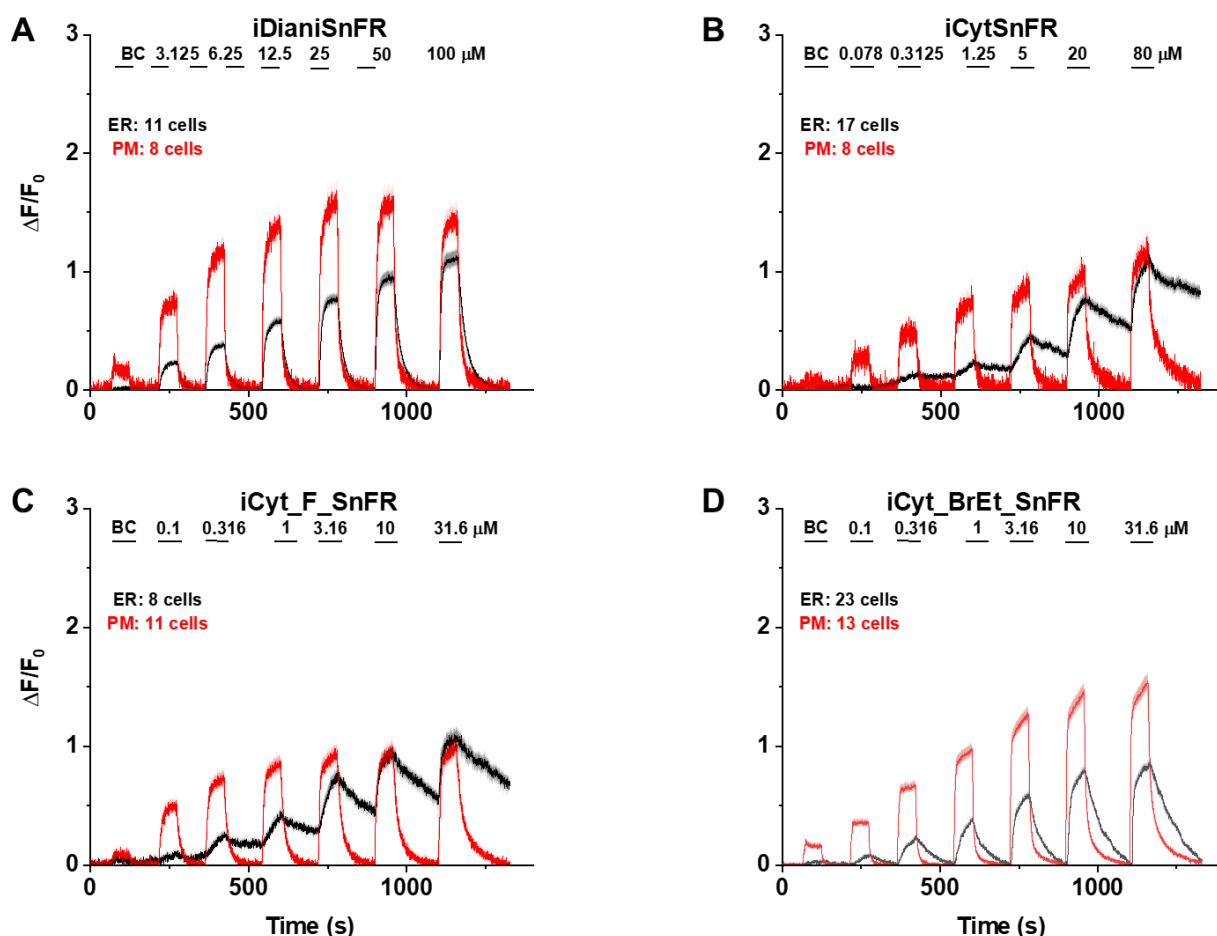 A
iDianiSnFR
3
BC 3.125 6.25 12.5 25 50 100 μM
ER: 11 cells
PM: 8 cells
2
1
0
ΔF/F0
0 500 1000
B
iCytSnFR
3
BC 0.078 0.3125 1.25 5 20 80 μM
ER: 17 cells
PM: 8 cells
2
1
0
0 500 1000
C
iCyt_F_SnFR
3
BC 0.1 0.316 1 3.16 10 31.6 μM
ER: 8 cells
PM: 11 cells
2
1
0
ΔF/F0
0 500 1000
Time (s)
D
iCyt_BrEt_SnFR
3
BC 0.1 0.316 1 3.16 10 31.6 μM
ER: 23 cells
PM: 13 cells
2
1
0
0 500 1000
Time (s)